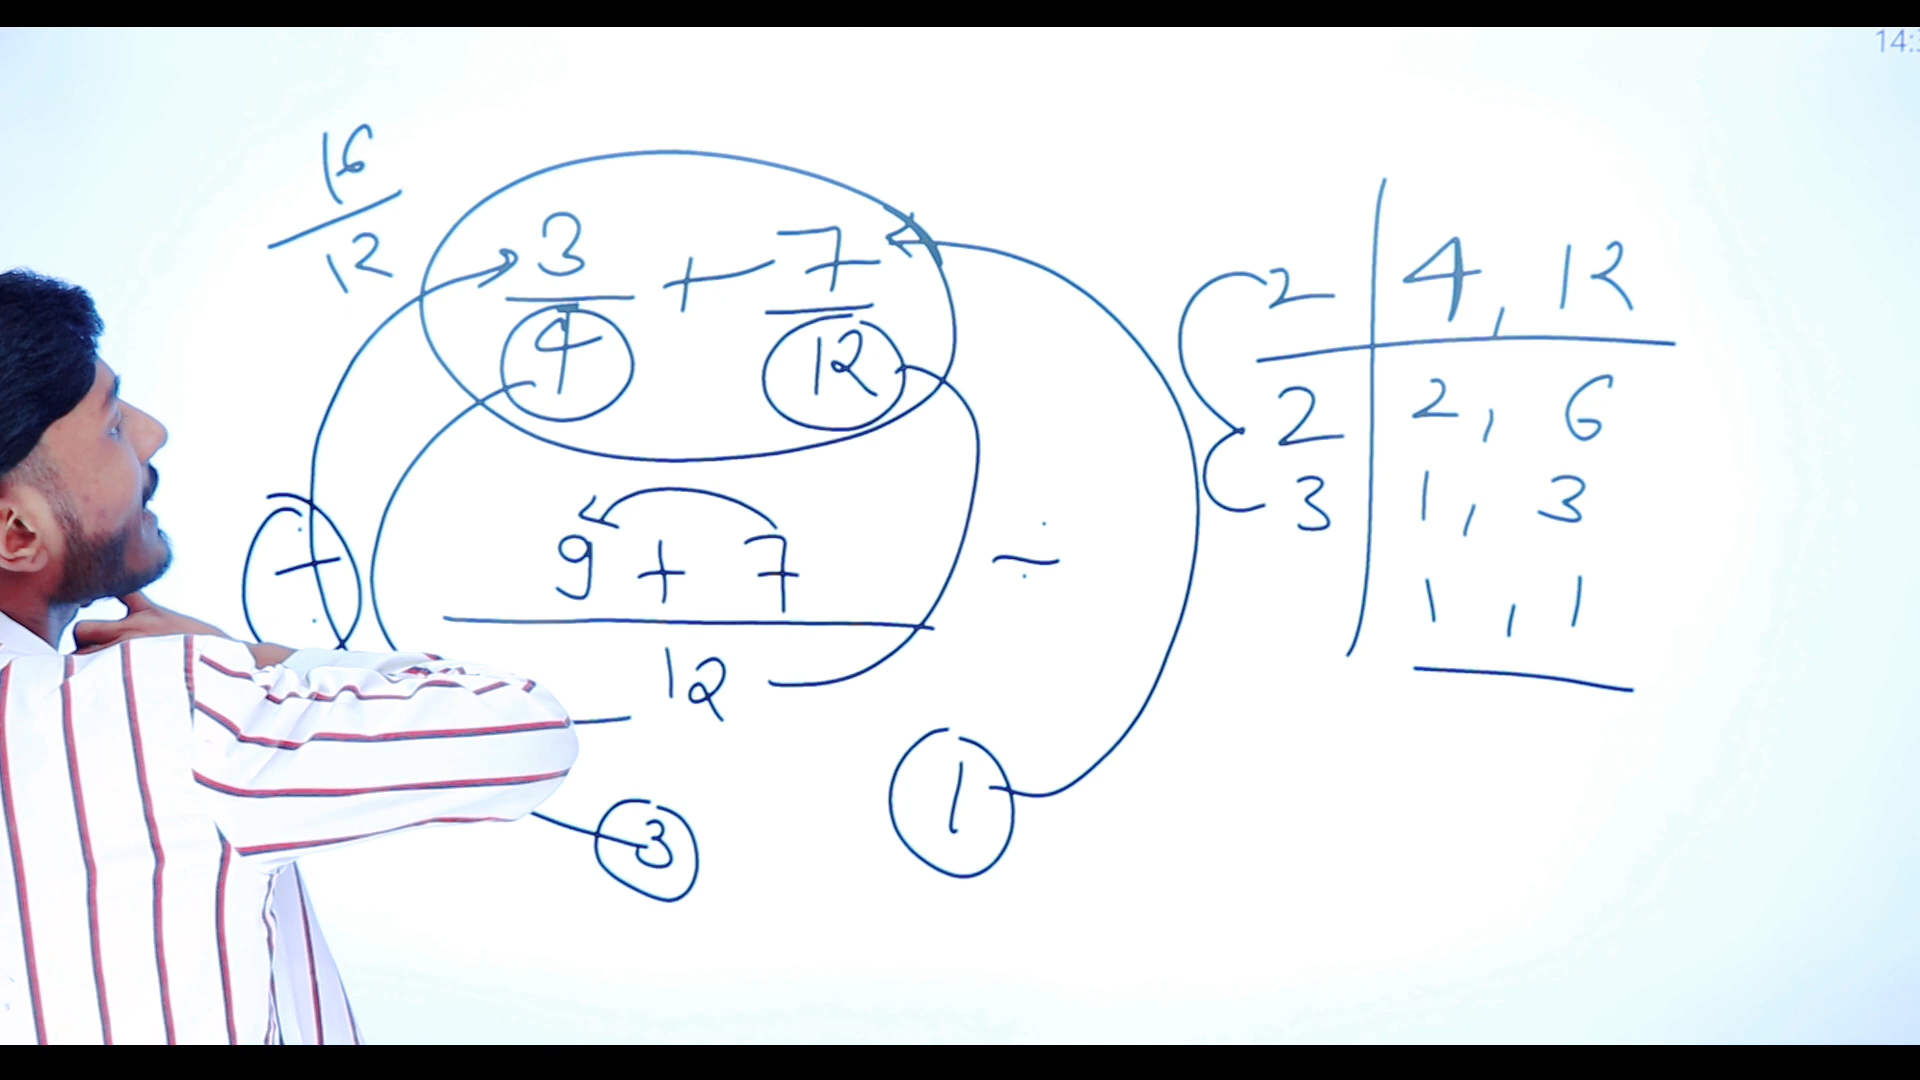 14:
16
12
3 + 7
4 12
9 + 7
12
÷
÷
3
1
2 | 4, 12
2 | 2, 6
3 | 1, 3
1, 1